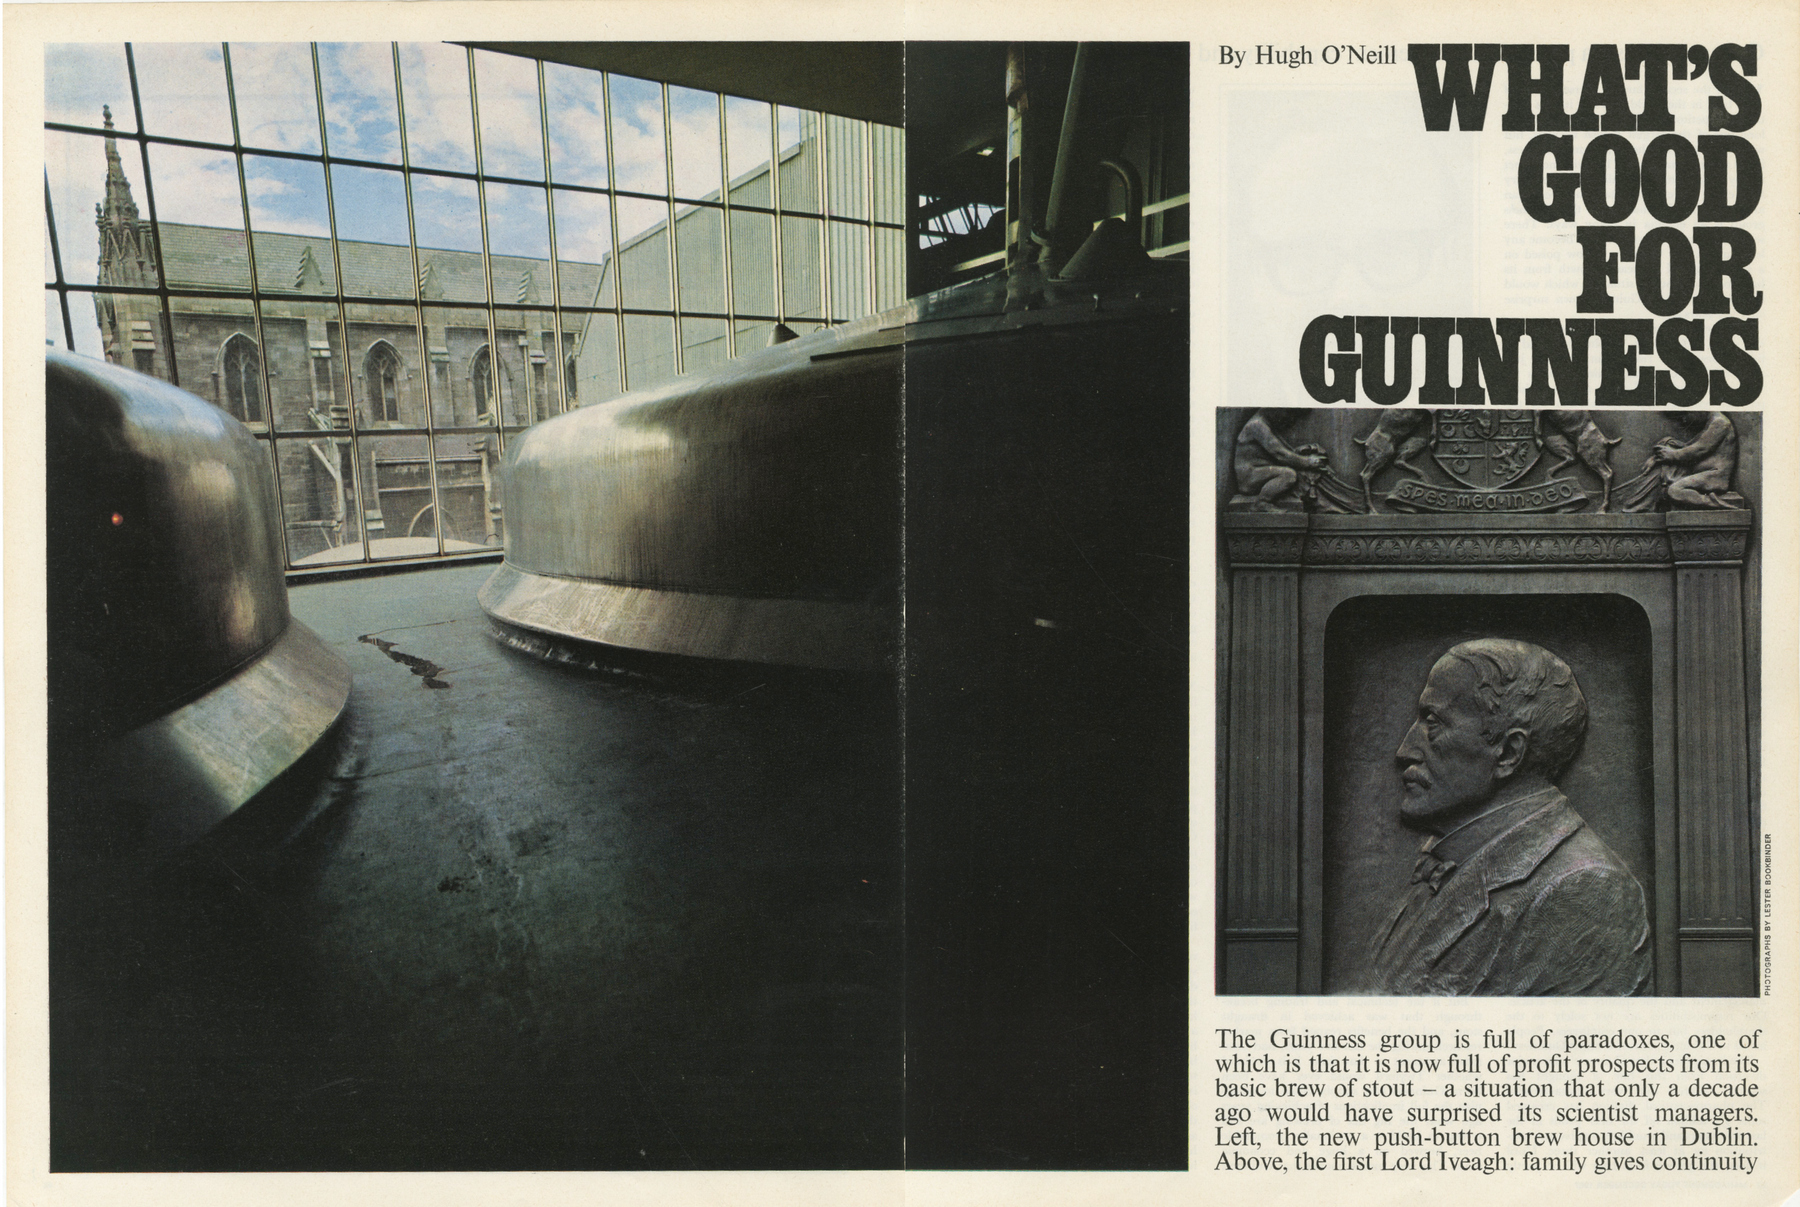 By Hugh O'Neill
WHAT'S
GOOD
FOR
GUINNESS
SPES·mea·in·Deo
PHOTOGRAPHS BY LESTER BOOKBINDER
The Guinness group is full of paradoxes, one of
which is that it is now full of profit prospects from its
basic brew of stout – a situation that only a decade
ago would have surprised its scientist managers.
Left, the new push-button brew house in Dublin.
Above, the first Lord Iveagh: family gives continuity